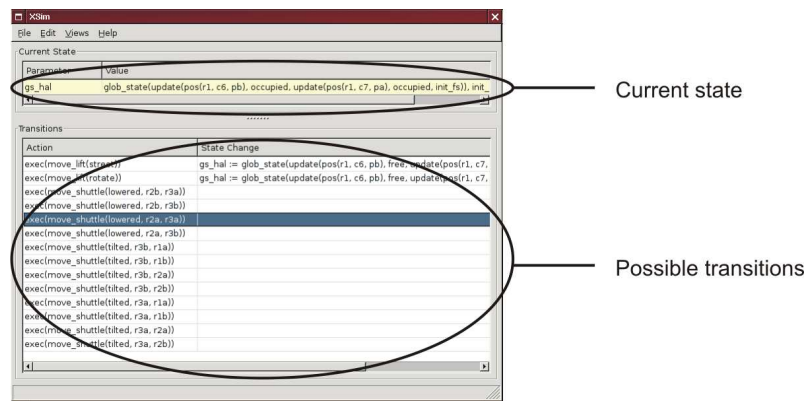 XSim
File Edit Views Help
Current State
Parameter Value
gs_hal glob_state(update(pos(r1, c6, pb), occupied, update(pos(r1, c7, pa), occupied, init_fs)), init_
Current state
Transitions
Action State Change
exec(move_lift(street)) gs_hal := glob_state(update(pos(r1, c6, pb), free, update(pos(r1, c7,
exec(move_lift(rotate)) gs_hal := glob_state(update(pos(r1, c6, pb), free, update(pos(r1, c7,
exec(move_shuttle(lowered, r2b, r3a))
exec(move_shuttle(lowered, r2b, r3b))
exec(move_shuttle(lowered, r2a, r3a))
exec(move_shuttle(lowered, r2a, r3b))
exec(move_shuttle(tilted, r3b, r1a))
exec(move_shuttle(tilted, r3b, r1b))
exec(move_shuttle(tilted, r3b, r2a))
exec(move_shuttle(tilted, r3b, r2b))
exec(move_shuttle(tilted, r3a, r1a))
exec(move_shuttle(tilted, r3a, r1b))
exec(move_shuttle(tilted, r3a, r2a))
exec(move_shuttle(tilted, r3a, r2b))
Possible transitions